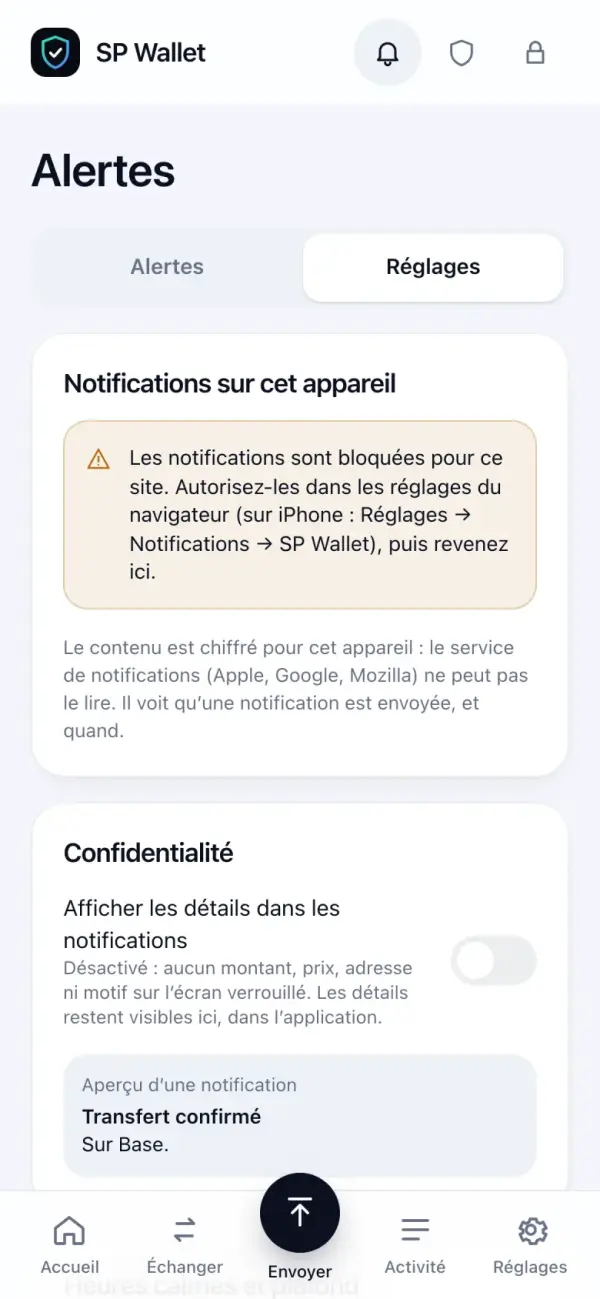 SP Wallet
Alertes
Alertes
Réglages
Notifications sur cet appareil
Les notifications sont bloquées pour ce
site. Autorisez-les dans les réglages du
navigateur (sur iPhone : Réglages →
Notifications → SP Wallet), puis revenez
ici.
Le contenu est chiffré pour cet appareil : le service
de notifications (Apple, Google, Mozilla) ne peut pas
le lire. Il voit qu’une notification est envoyée, et
quand.
Confidentialité
Afficher les détails dans les
notifications
Désactivé : aucun montant, prix, adresse
ni motif sur l’écran verrouillé. Les détails
restent visibles ici, dans l’application.
Aperçu d’une notification
Transfert confirmé
Sur Base.
Accueil
Échanger
Envoyer
Activité
Réglages
Heures calmes et plafond